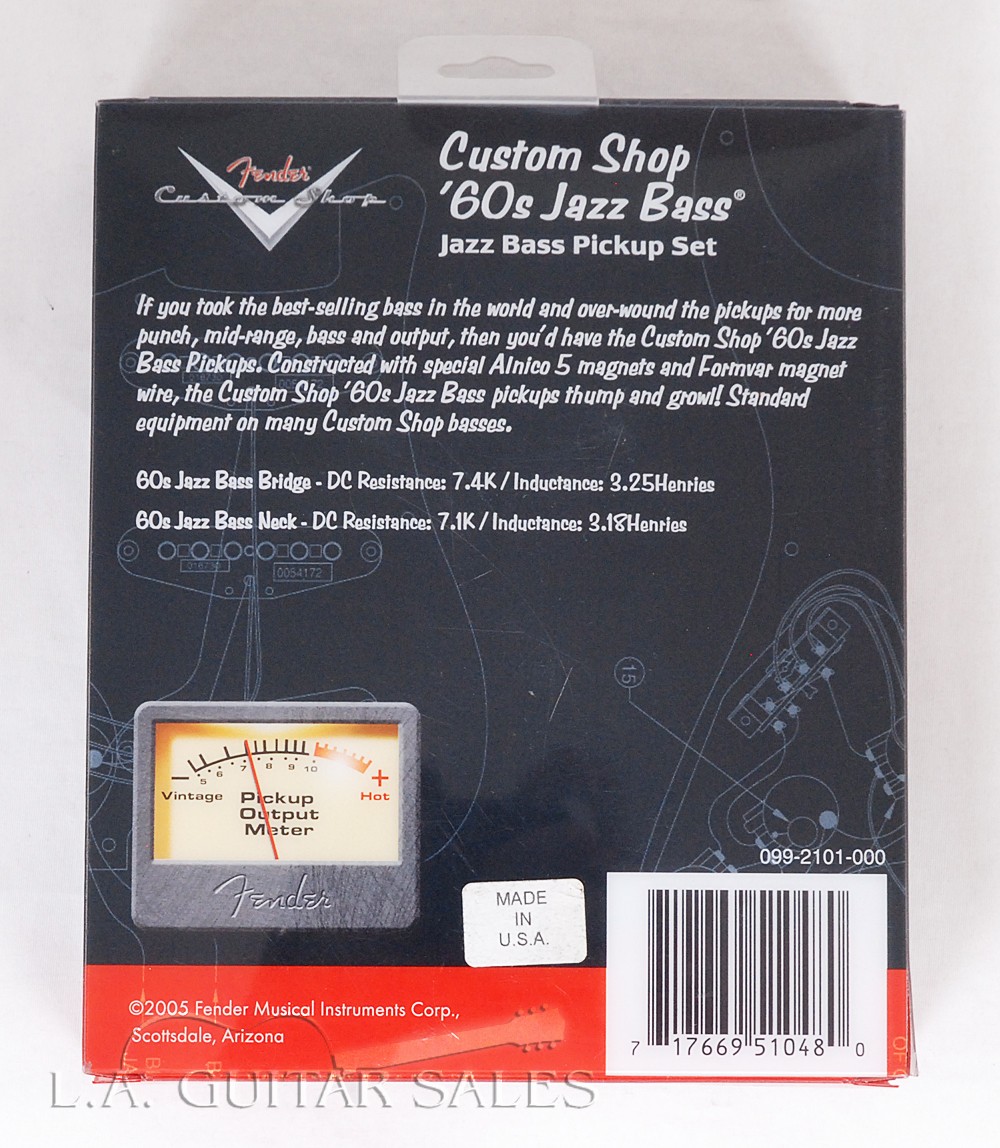 Fender
Custom Shop
Custom Shop
'60s Jazz Bass®
Jazz Bass Pickup Set
If you took the best-selling bass in the world and over-wound the pickups for more
punch, mid-range, bass and output, then you'd have the Custom Shop '60s Jazz
Bass Pickups. Constructed with special Alnico 5 magnets and Formvar magnet
wire, the Custom Shop '60s Jazz Bass pickups thump and growl! Standard
equipment on many Custom Shop basses.
60s Jazz Bass Bridge - DC Resistance: 7.4K / Inductance: 3.25Henries
60s Jazz Bass Neck - DC Resistance: 7.1K / Inductance: 3.18Henries
016730
0054172
15
5 6 7 8 9 10
− +
Vintage Hot
Pickup
Output
Meter
Fender
099-2101-000
MADE
IN
U.S.A.
7 17669 51048 0
©2005 Fender Musical Instruments Corp.,
Scottsdale, Arizona
L.A. GUITAR SALES